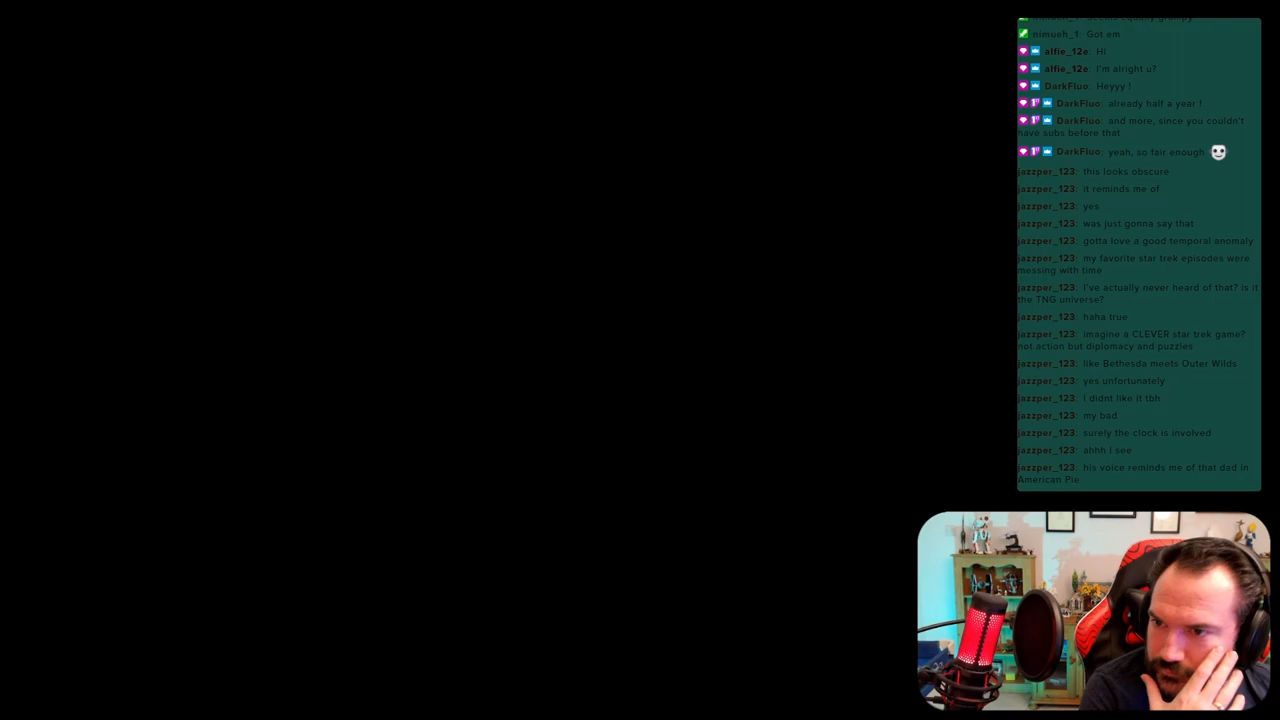 nimueh_1: Got em
alfie_12e: Hi
alfie_12e: I'm alright u?
DarkFluo: Heyyy !
DarkFluo: already half a year !
DarkFluo: and more, since you couldn't
have subs before that
DarkFluo: yeah, so fair enough
jazzper_123: this looks obscure
jazzper_123: it reminds me of
jazzper_123: yes
jazzper_123: was just gonna say that
jazzper_123: gotta love a good temporal anomaly
jazzper_123: my favorite star trek episodes were
messing with time
jazzper_123: I've actually never heard of that? is it
the TNG universe?
jazzper_123: haha true
jazzper_123: imagine a CLEVER star trek game?
not action but diplomacy and puzzles
jazzper_123: like Bethesda meets Outer Wilds
jazzper_123: yes unfortunately
jazzper_123: I didnt like it tbh
jazzper_123: my bad
jazzper_123: surely the clock is involved
jazzper_123: ahhh I see
jazzper_123: his voice reminds me of that dad in
American Pie